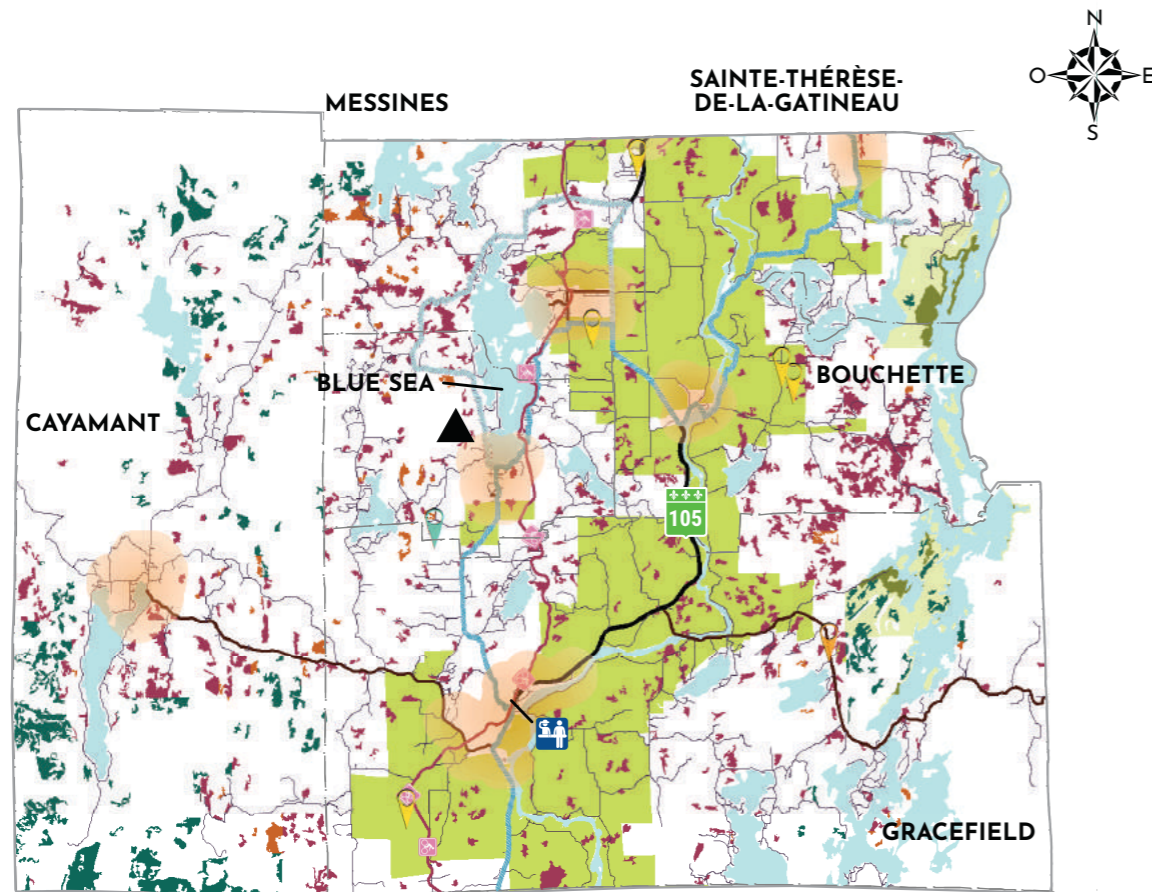 N
O
E
S
MESSINES
SAINTE-THÉRÈSE-
DE-LA-GATINEAU
BLUE SEA
BOUCHETTE
CAYAMANT
105
GRACEFIELD